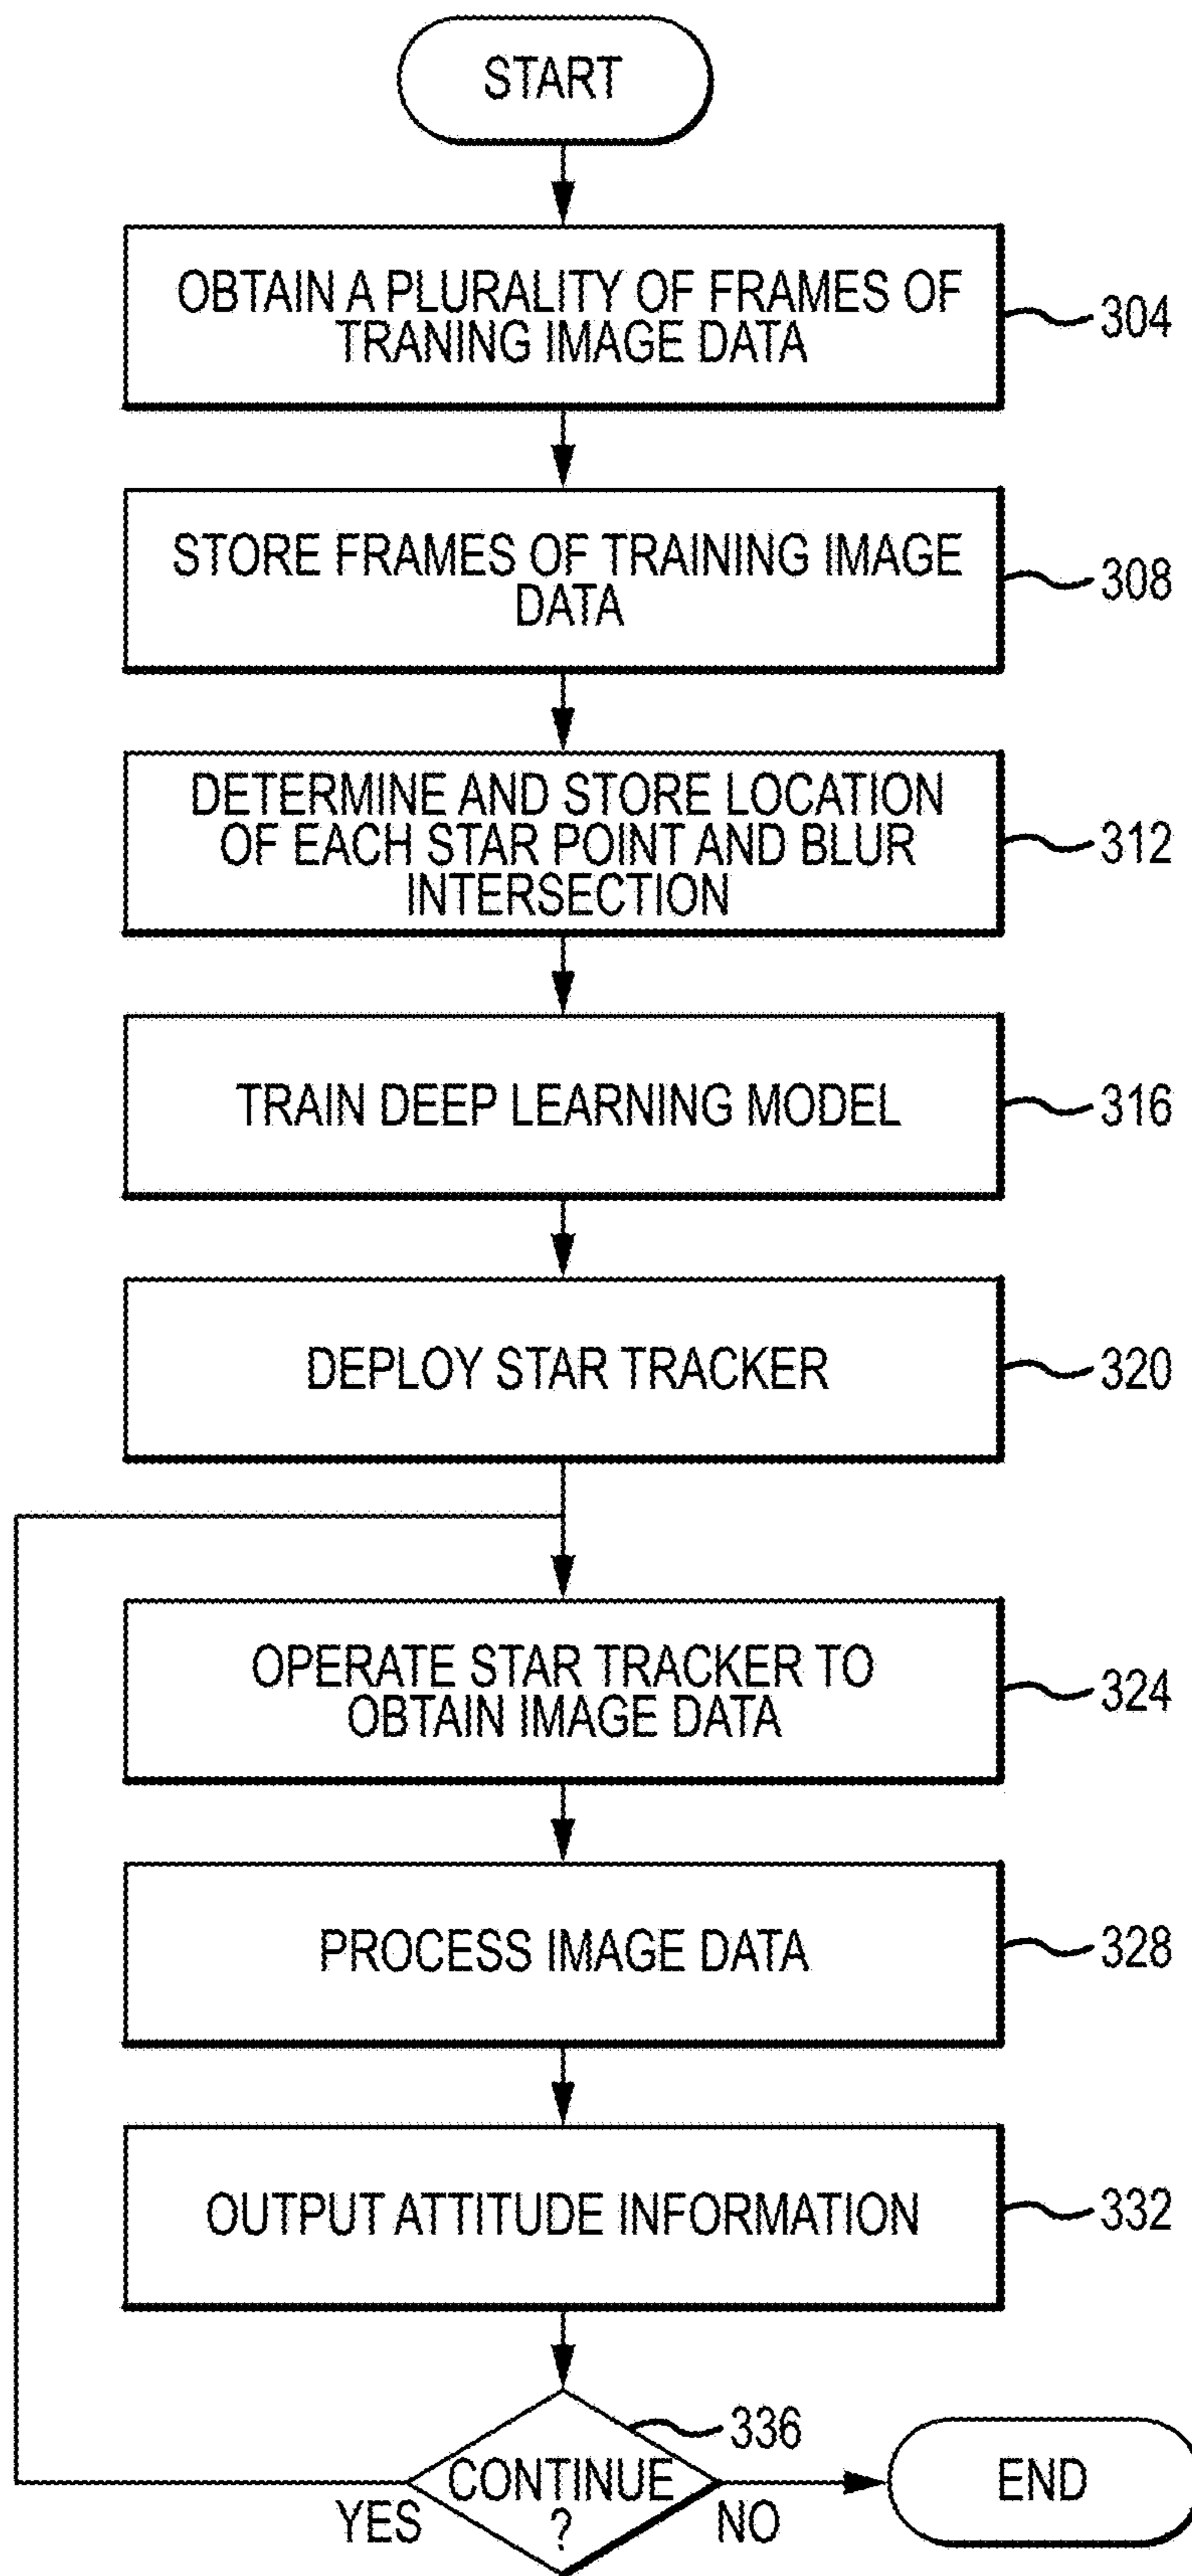 START
OBTAIN A PLURALITY OF FRAMES OF
TRANING IMAGE DATA
304
STORE FRAMES OF TRAINING IMAGE
DATA
308
DETERMINE AND STORE LOCATION
OF EACH STAR POINT AND BLUR
INTERSECTION
312
TRAIN DEEP LEARNING MODEL
316
DEPLOY STAR TRACKER
320
OPERATE STAR TRACKER TO
OBTAIN IMAGE DATA
324
PROCESS IMAGE DATA
328
OUTPUT ATTITUDE INFORMATION
332
336
CONTINUE
?
YES
NO
END